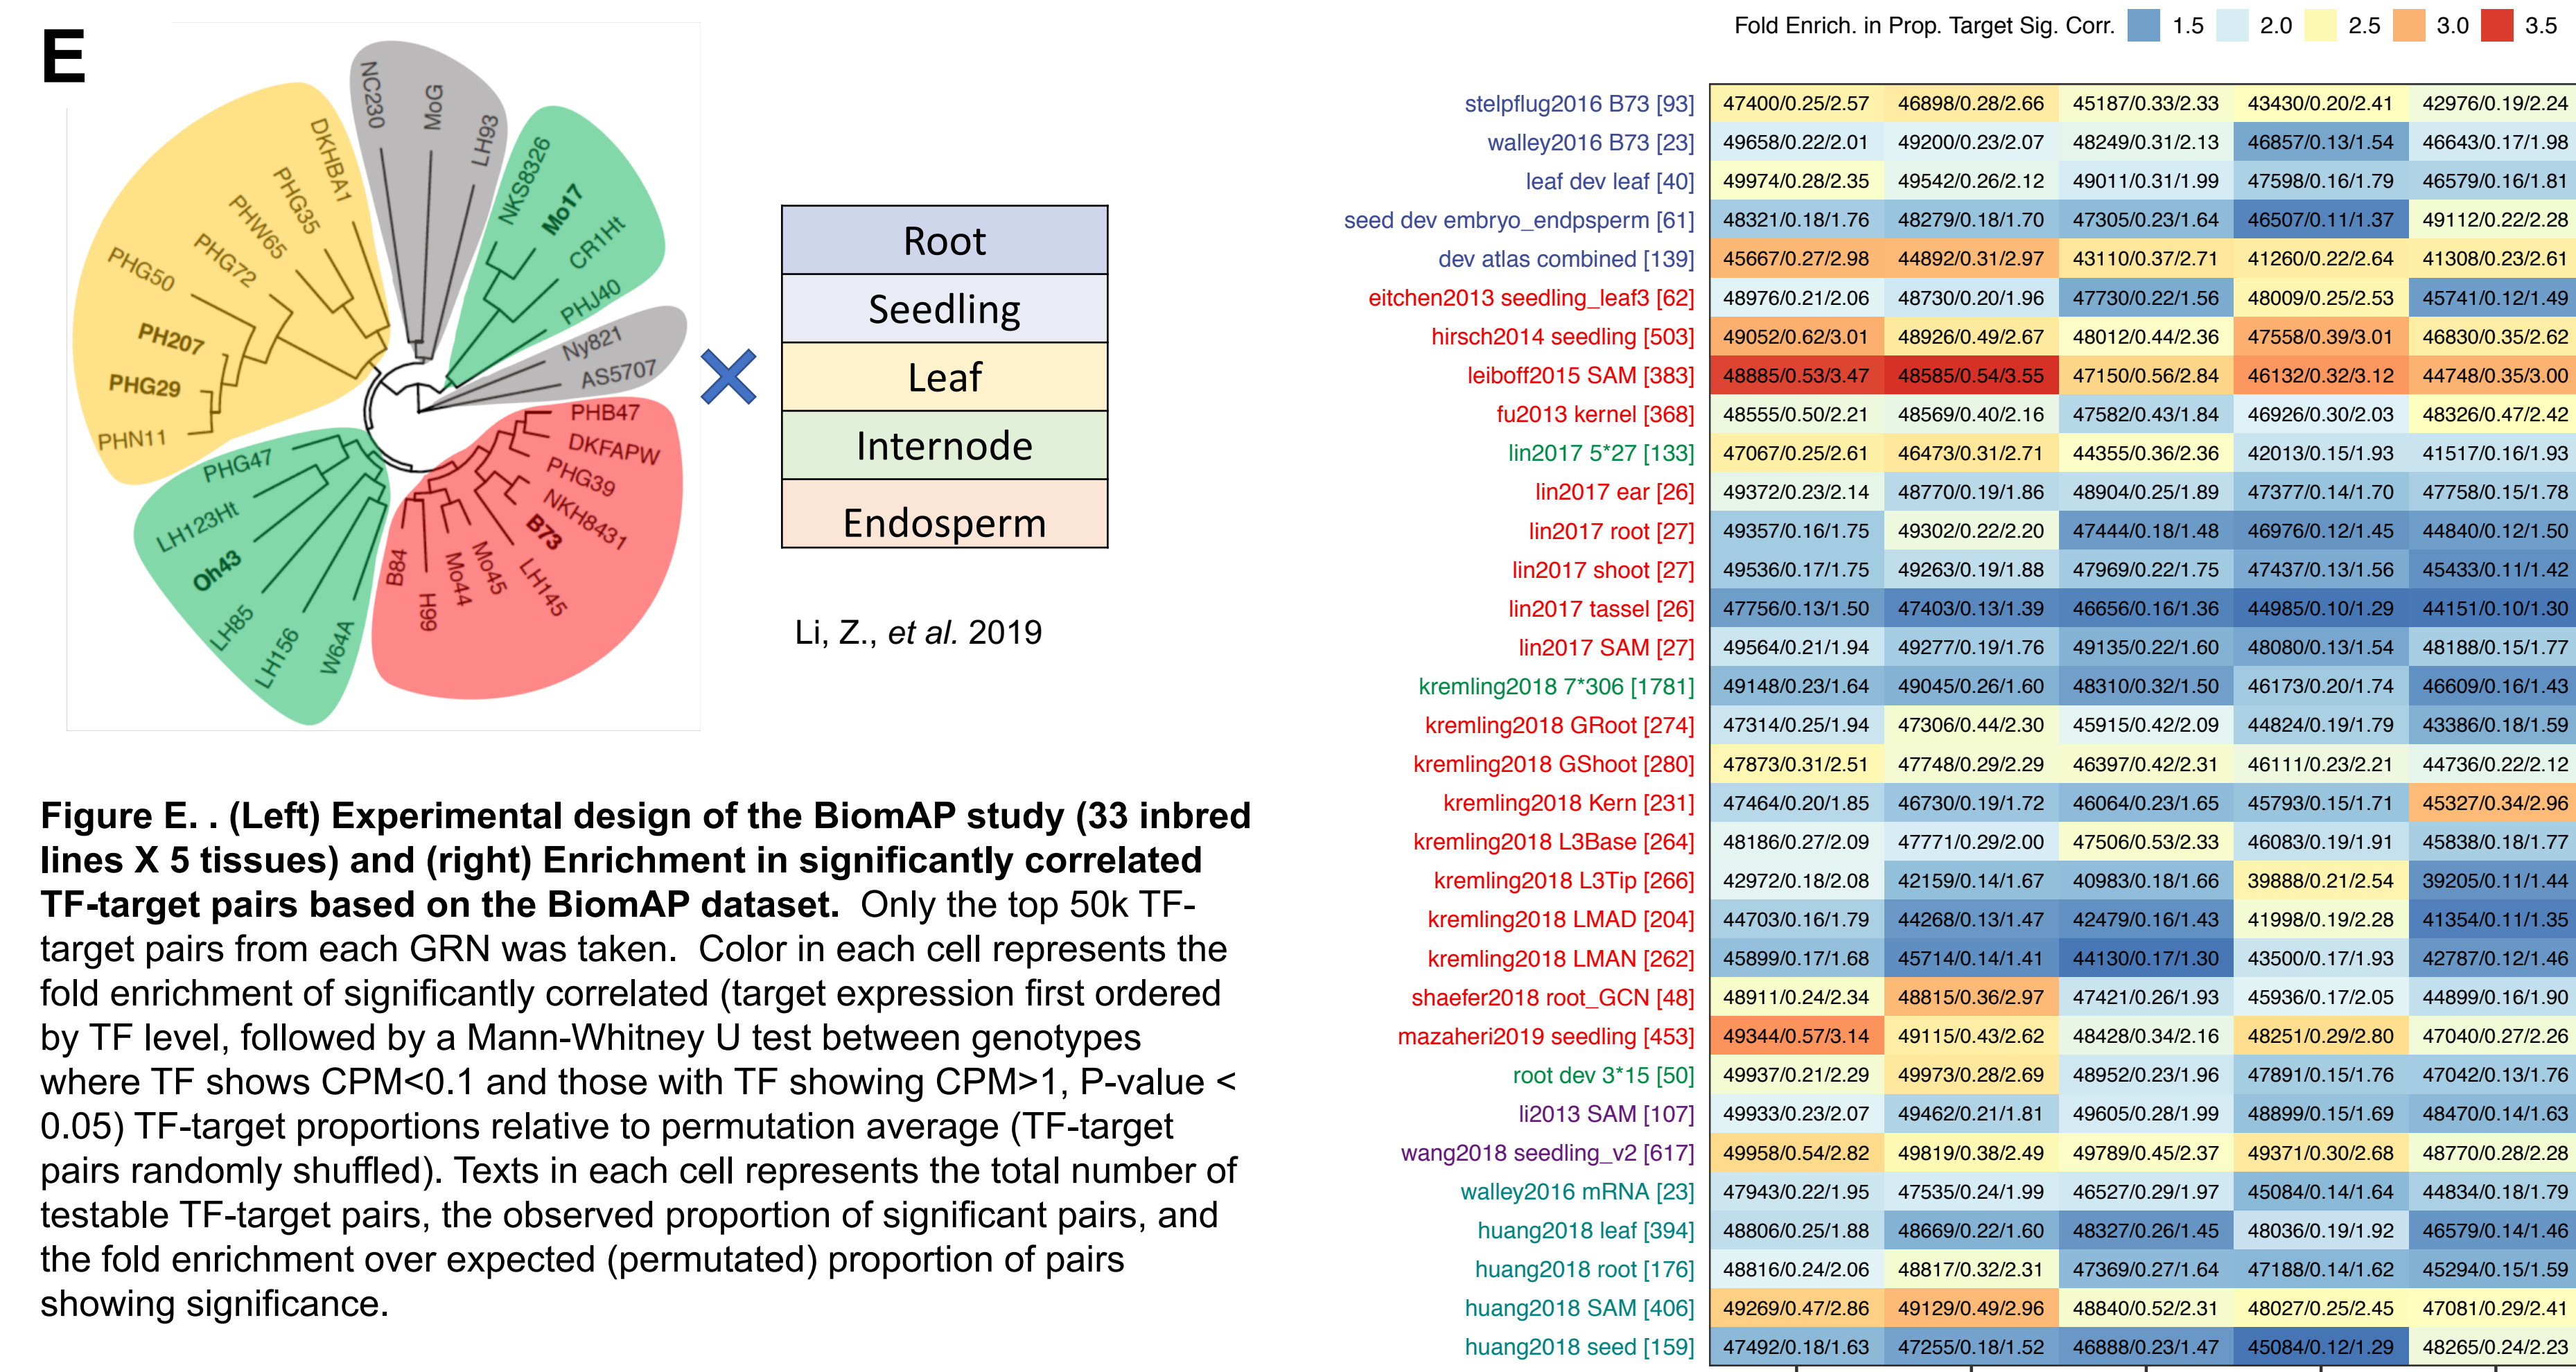 E
NC230
MoG
LH93
NKS8326
Mo17
CR1Ht
PHJ40
Ny821
AS5707
PHB47
DKFAPW
PHG39
NKH8431
B73
LH145
Mo45
Mo44
H99
B84
W64A
LH156
LH85
Oh43
LH123Ht
PHG47
PHN11
PHG29
PH207
PHG50
PHG72
PHW65
PHG35
DKHBA1
Root
Seedling
Leaf
Internode
Endosperm
Li, Z., et al. 2019
Figure E. . (Left) Experimental design of the BiomAP study (33 inbred
lines X 5 tissues) and (right) Enrichment in significantly correlated
TF-target pairs based on the BiomAP dataset. Only the top 50k TF-
target pairs from each GRN was taken. Color in each cell represents the
fold enrichment of significantly correlated (target expression first ordered
by TF level, followed by a Mann-Whitney U test between genotypes
where TF shows CPM<0.1 and those with TF showing CPM>1, P-value <
0.05) TF-target proportions relative to permutation average (TF-target
pairs randomly shuffled). Texts in each cell represents the total number of
testable TF-target pairs, the observed proportion of significant pairs, and
the fold enrichment over expected (permutated) proportion of pairs
showing significance.
Fold Enrich. in Prop. Target Sig. Corr. 1.5 2.0 2.5 3.0 3.5
stelpflug2016 B73 [93] 47400/0.25/2.57 46898/0.28/2.66 45187/0.33/2.33 43430/0.20/2.41 42976/0.19/2.24
walley2016 B73 [23] 49658/0.22/2.01 49200/0.23/2.07 48249/0.31/2.13 46857/0.13/1.54 46643/0.17/1.98
leaf dev leaf [40] 49974/0.28/2.35 49542/0.26/2.12 49011/0.31/1.99 47598/0.16/1.79 46579/0.16/1.81
seed dev embryo_endpsperm [61] 48321/0.18/1.76 48279/0.18/1.70 47305/0.23/1.64 46507/0.11/1.37 49112/0.22/2.28
dev atlas combined [139] 45667/0.27/2.98 44892/0.31/2.97 43110/0.37/2.71 41260/0.22/2.64 41308/0.23/2.61
eitchen2013 seedling_leaf3 [62] 48976/0.21/2.06 48730/0.20/1.96 47730/0.22/1.56 48009/0.25/2.53 45741/0.12/1.49
hirsch2014 seedling [503] 49052/0.62/3.01 48926/0.49/2.67 48012/0.44/2.36 47558/0.39/3.01 46830/0.35/2.62
leiboff2015 SAM [383] 48885/0.53/3.47 48585/0.54/3.55 47150/0.56/2.84 46132/0.32/3.12 44748/0.35/3.00
fu2013 kernel [368] 48555/0.50/2.21 48569/0.40/2.16 47582/0.43/1.84 46926/0.30/2.03 48326/0.47/2.42
lin2017 5*27 [133] 47067/0.25/2.61 46473/0.31/2.71 44355/0.36/2.36 42013/0.15/1.93 41517/0.16/1.93
lin2017 ear [26] 49372/0.23/2.14 48770/0.19/1.86 48904/0.25/1.89 47377/0.14/1.70 47758/0.15/1.78
lin2017 root [27] 49357/0.16/1.75 49302/0.22/2.20 47444/0.18/1.48 46976/0.12/1.45 44840/0.12/1.50
lin2017 shoot [27] 49536/0.17/1.75 49263/0.19/1.88 47969/0.22/1.75 47437/0.13/1.56 45433/0.11/1.42
lin2017 tassel [26] 47756/0.13/1.50 47403/0.13/1.39 46656/0.16/1.36 44985/0.10/1.29 44151/0.10/1.30
lin2017 SAM [27] 49564/0.21/1.94 49277/0.19/1.76 49135/0.22/1.60 48080/0.13/1.54 48188/0.15/1.77
kremling2018 7*306 [1781] 49148/0.23/1.64 49045/0.26/1.60 48310/0.32/1.50 46173/0.20/1.74 46609/0.16/1.43
kremling2018 GRoot [274] 47314/0.25/1.94 47306/0.44/2.30 45915/0.42/2.09 44824/0.19/1.79 43386/0.18/1.59
kremling2018 GShoot [280] 47873/0.31/2.51 47748/0.29/2.29 46397/0.42/2.31 46111/0.23/2.21 44736/0.22/2.12
kremling2018 Kern [231] 47464/0.20/1.85 46730/0.19/1.72 46064/0.23/1.65 45793/0.15/1.71 45327/0.34/2.96
kremling2018 L3Base [264] 48186/0.27/2.09 47771/0.29/2.00 47506/0.53/2.33 46083/0.19/1.91 45838/0.18/1.77
kremling2018 L3Tip [266] 42972/0.18/2.08 42159/0.14/1.67 40983/0.18/1.66 39888/0.21/2.54 39205/0.11/1.44
kremling2018 LMAD [204] 44703/0.16/1.79 44268/0.13/1.47 42479/0.16/1.43 41998/0.19/2.28 41354/0.11/1.35
kremling2018 LMAN [262] 45899/0.17/1.68 45714/0.14/1.41 44130/0.17/1.30 43500/0.17/1.93 42787/0.12/1.46
shaefer2018 root_GCN [48] 48911/0.24/2.34 48815/0.36/2.97 47421/0.26/1.93 45936/0.17/2.05 44899/0.16/1.90
mazaheri2019 seedling [453] 49344/0.57/3.14 49115/0.43/2.62 48428/0.34/2.16 48251/0.29/2.80 47040/0.27/2.26
root dev 3*15 [50] 49937/0.21/2.29 49973/0.28/2.69 48952/0.23/1.96 47891/0.15/1.76 47042/0.13/1.76
li2013 SAM [107] 49933/0.23/2.07 49462/0.21/1.81 49605/0.28/1.99 48899/0.15/1.69 48470/0.14/1.63
wang2018 seedling_v2 [617] 49958/0.54/2.82 49819/0.38/2.49 49789/0.45/2.37 49371/0.30/2.68 48770/0.28/2.28
walley2016 mRNA [23] 47943/0.22/1.95 47535/0.24/1.99 46527/0.29/1.97 45084/0.14/1.64 44834/0.18/1.79
huang2018 leaf [394] 48806/0.25/1.88 48669/0.22/1.60 48327/0.26/1.45 48036/0.19/1.92 46579/0.14/1.46
huang2018 root [176] 48816/0.24/2.06 48817/0.32/2.31 47369/0.27/1.64 47188/0.14/1.62 45294/0.15/1.59
huang2018 SAM [406] 49269/0.47/2.86 49129/0.49/2.96 48840/0.52/2.31 48027/0.25/2.45 47081/0.29/2.41
huang2018 seed [159] 47492/0.18/1.63 47255/0.18/1.52 46888/0.23/1.47 45084/0.12/1.29 48265/0.24/2.23